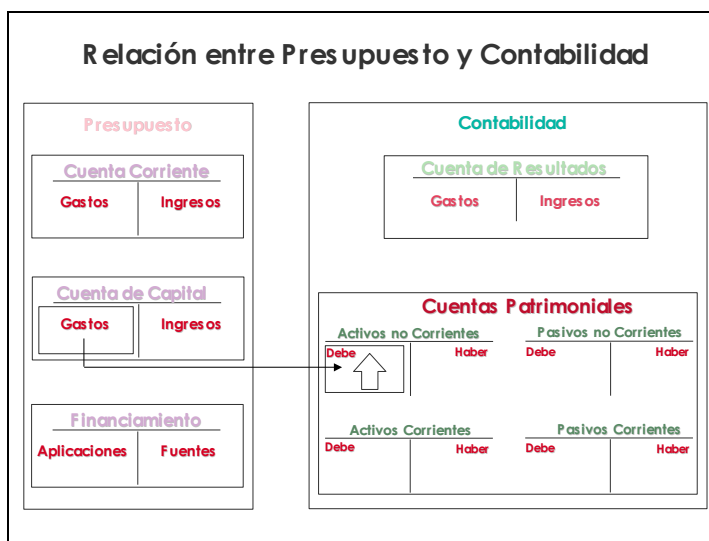 Relación entre Presupuesto y Contabilidad
Presupuesto
Cuenta Corriente
Gastos Ingresos
Cuenta de Capital
Gastos Ingresos
Financiamiento
Aplicaciones Fuentes
Contabilidad
Cuenta de Resultados
Gastos Ingresos
Cuentas Patrimoniales
Activos no Corrientes Pasivos no Corrientes
Debe Haber Debe Haber
Activos Corrientes Pasivos Corrientes
Debe Haber Debe Haber